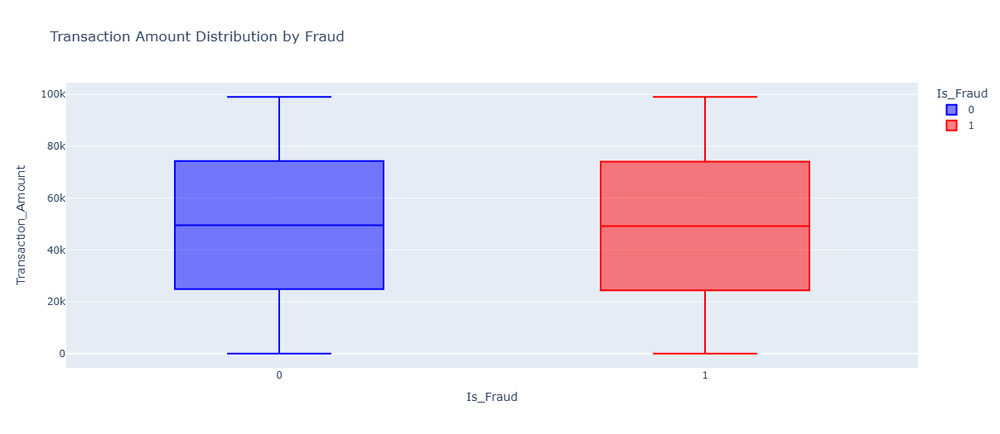 Transaction Amount Distribution by Fraud
100k
80k
60k
40k
20k
0
Transaction_Amount
0
1
Is_Fraud
Is_Fraud
0
1